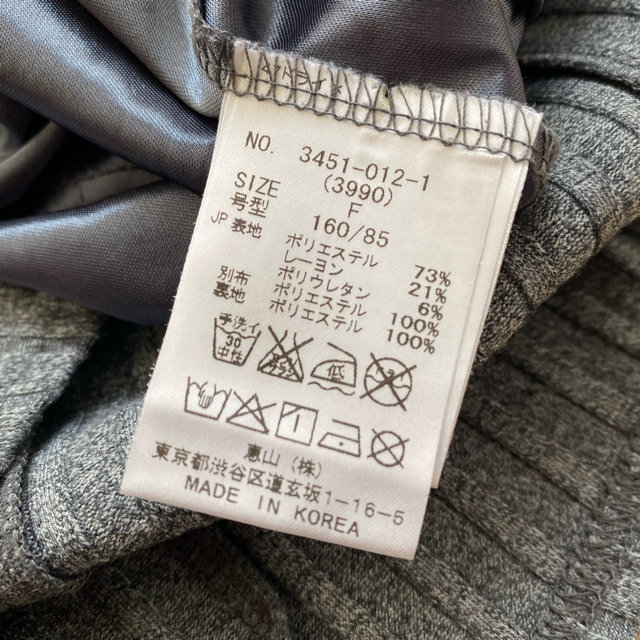 NO. 3451-012-1
(3990)
SIZE F
号型 160/85
JP 表地 ポリエステル 73%
レーヨン 21%
ポリウレタン 6%
別布 ポリエステル 100%
裏地 ポリエステル 100%
手洗イ
30
中性
低
1
惠山(株)
東京都渋谷区道玄坂1-16-5
MADE IN KOREA